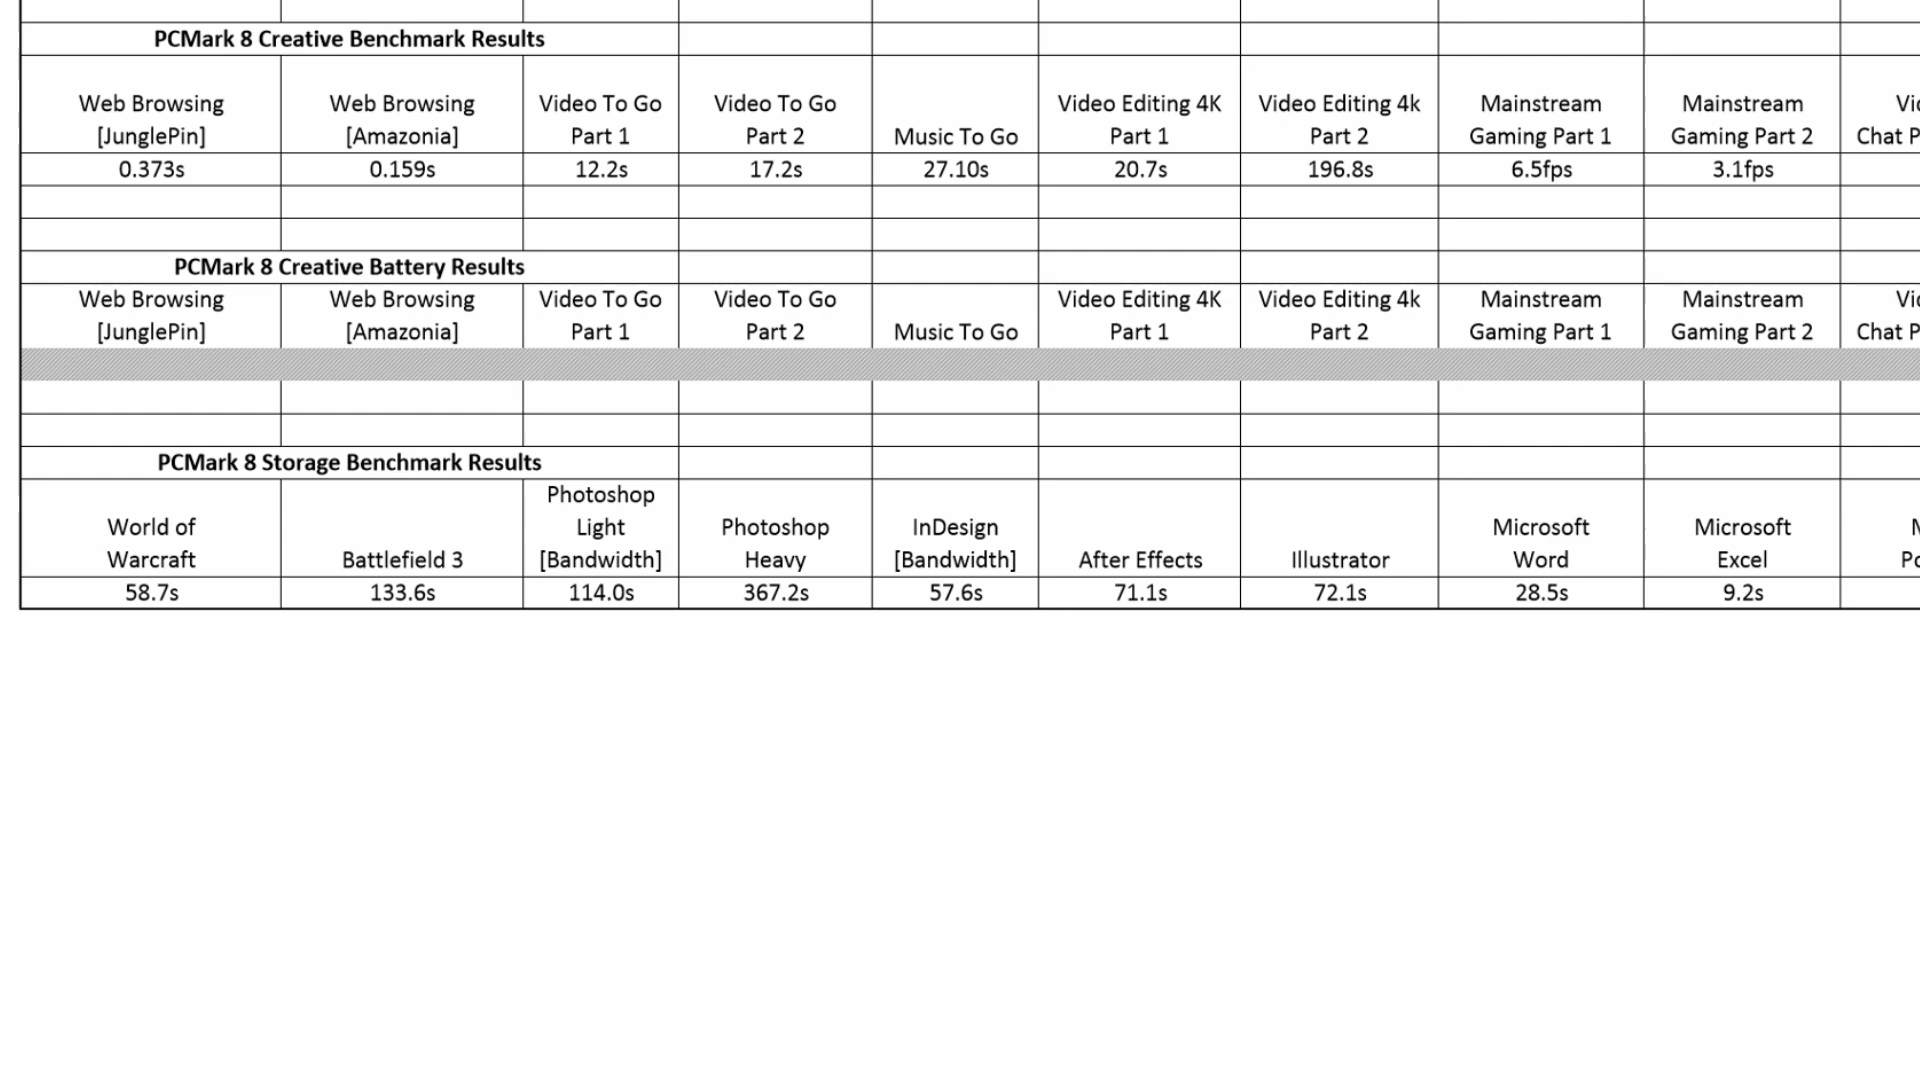 PCMark 8 Creative Benchmark Results
Web Browsing [JunglePin] Web Browsing [Amazonia] Video To Go Part 1 Video To Go Part 2 Music To Go Video Editing 4K Part 1 Video Editing 4k Part 2 Mainstream Gaming Part 1 Mainstream Gaming Part 2 Chat
0.373s 0.159s 12.2s 17.2s 27.10s 20.7s 196.8s 6.5fps 3.1fps
PCMark 8 Creative Battery Results
Web Browsing [JunglePin] Web Browsing [Amazonia] Video To Go Part 1 Video To Go Part 2 Music To Go Video Editing 4K Part 1 Video Editing 4k Part 2 Mainstream Gaming Part 1 Mainstream Gaming Part 2 Chat
PCMark 8 Storage Benchmark Results
World of Warcraft Battlefield 3 Photoshop Light [Bandwidth] Photoshop Heavy InDesign [Bandwidth] After Effects Illustrator Microsoft Word Microsoft Excel
58.7s 133.6s 114.0s 367.2s 57.6s 71.1s 72.1s 28.5s 9.2s